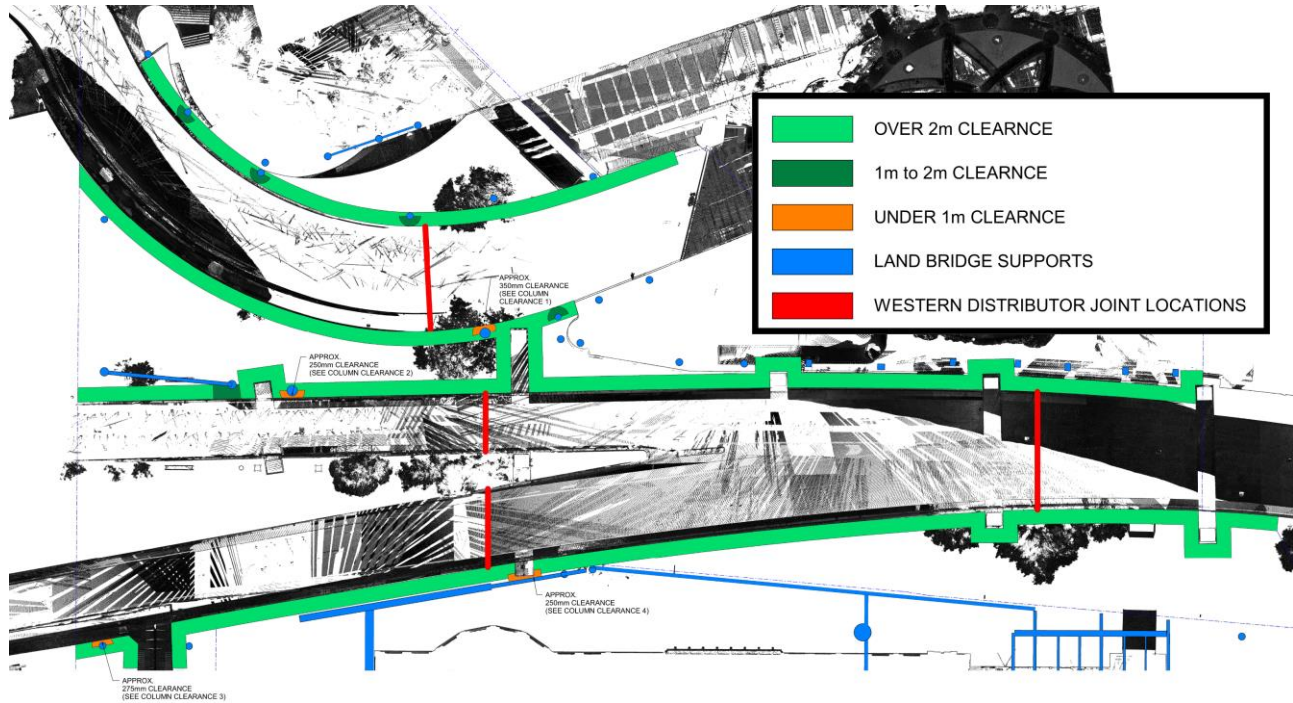 OVER 2m CLEARNCE
1m to 2m CLEARNCE
UNDER 1m CLEARNCE
LAND BRIDGE SUPPORTS
WESTERN DISTRIBUTOR JOINT LOCATIONS
APPROX.
350mm CLEARANCE
(SEE COLUMN
CLEARANCE 1)
APPROX.
250mm CLEARANCE
(SEE COLUMN CLEARANCE 2)
APPROX.
250mm CLEARANCE
(SEE COLUMN CLEARANCE 4)
APPROX.
275mm CLEARANCE
(SEE COLUMN CLEARANCE 3)